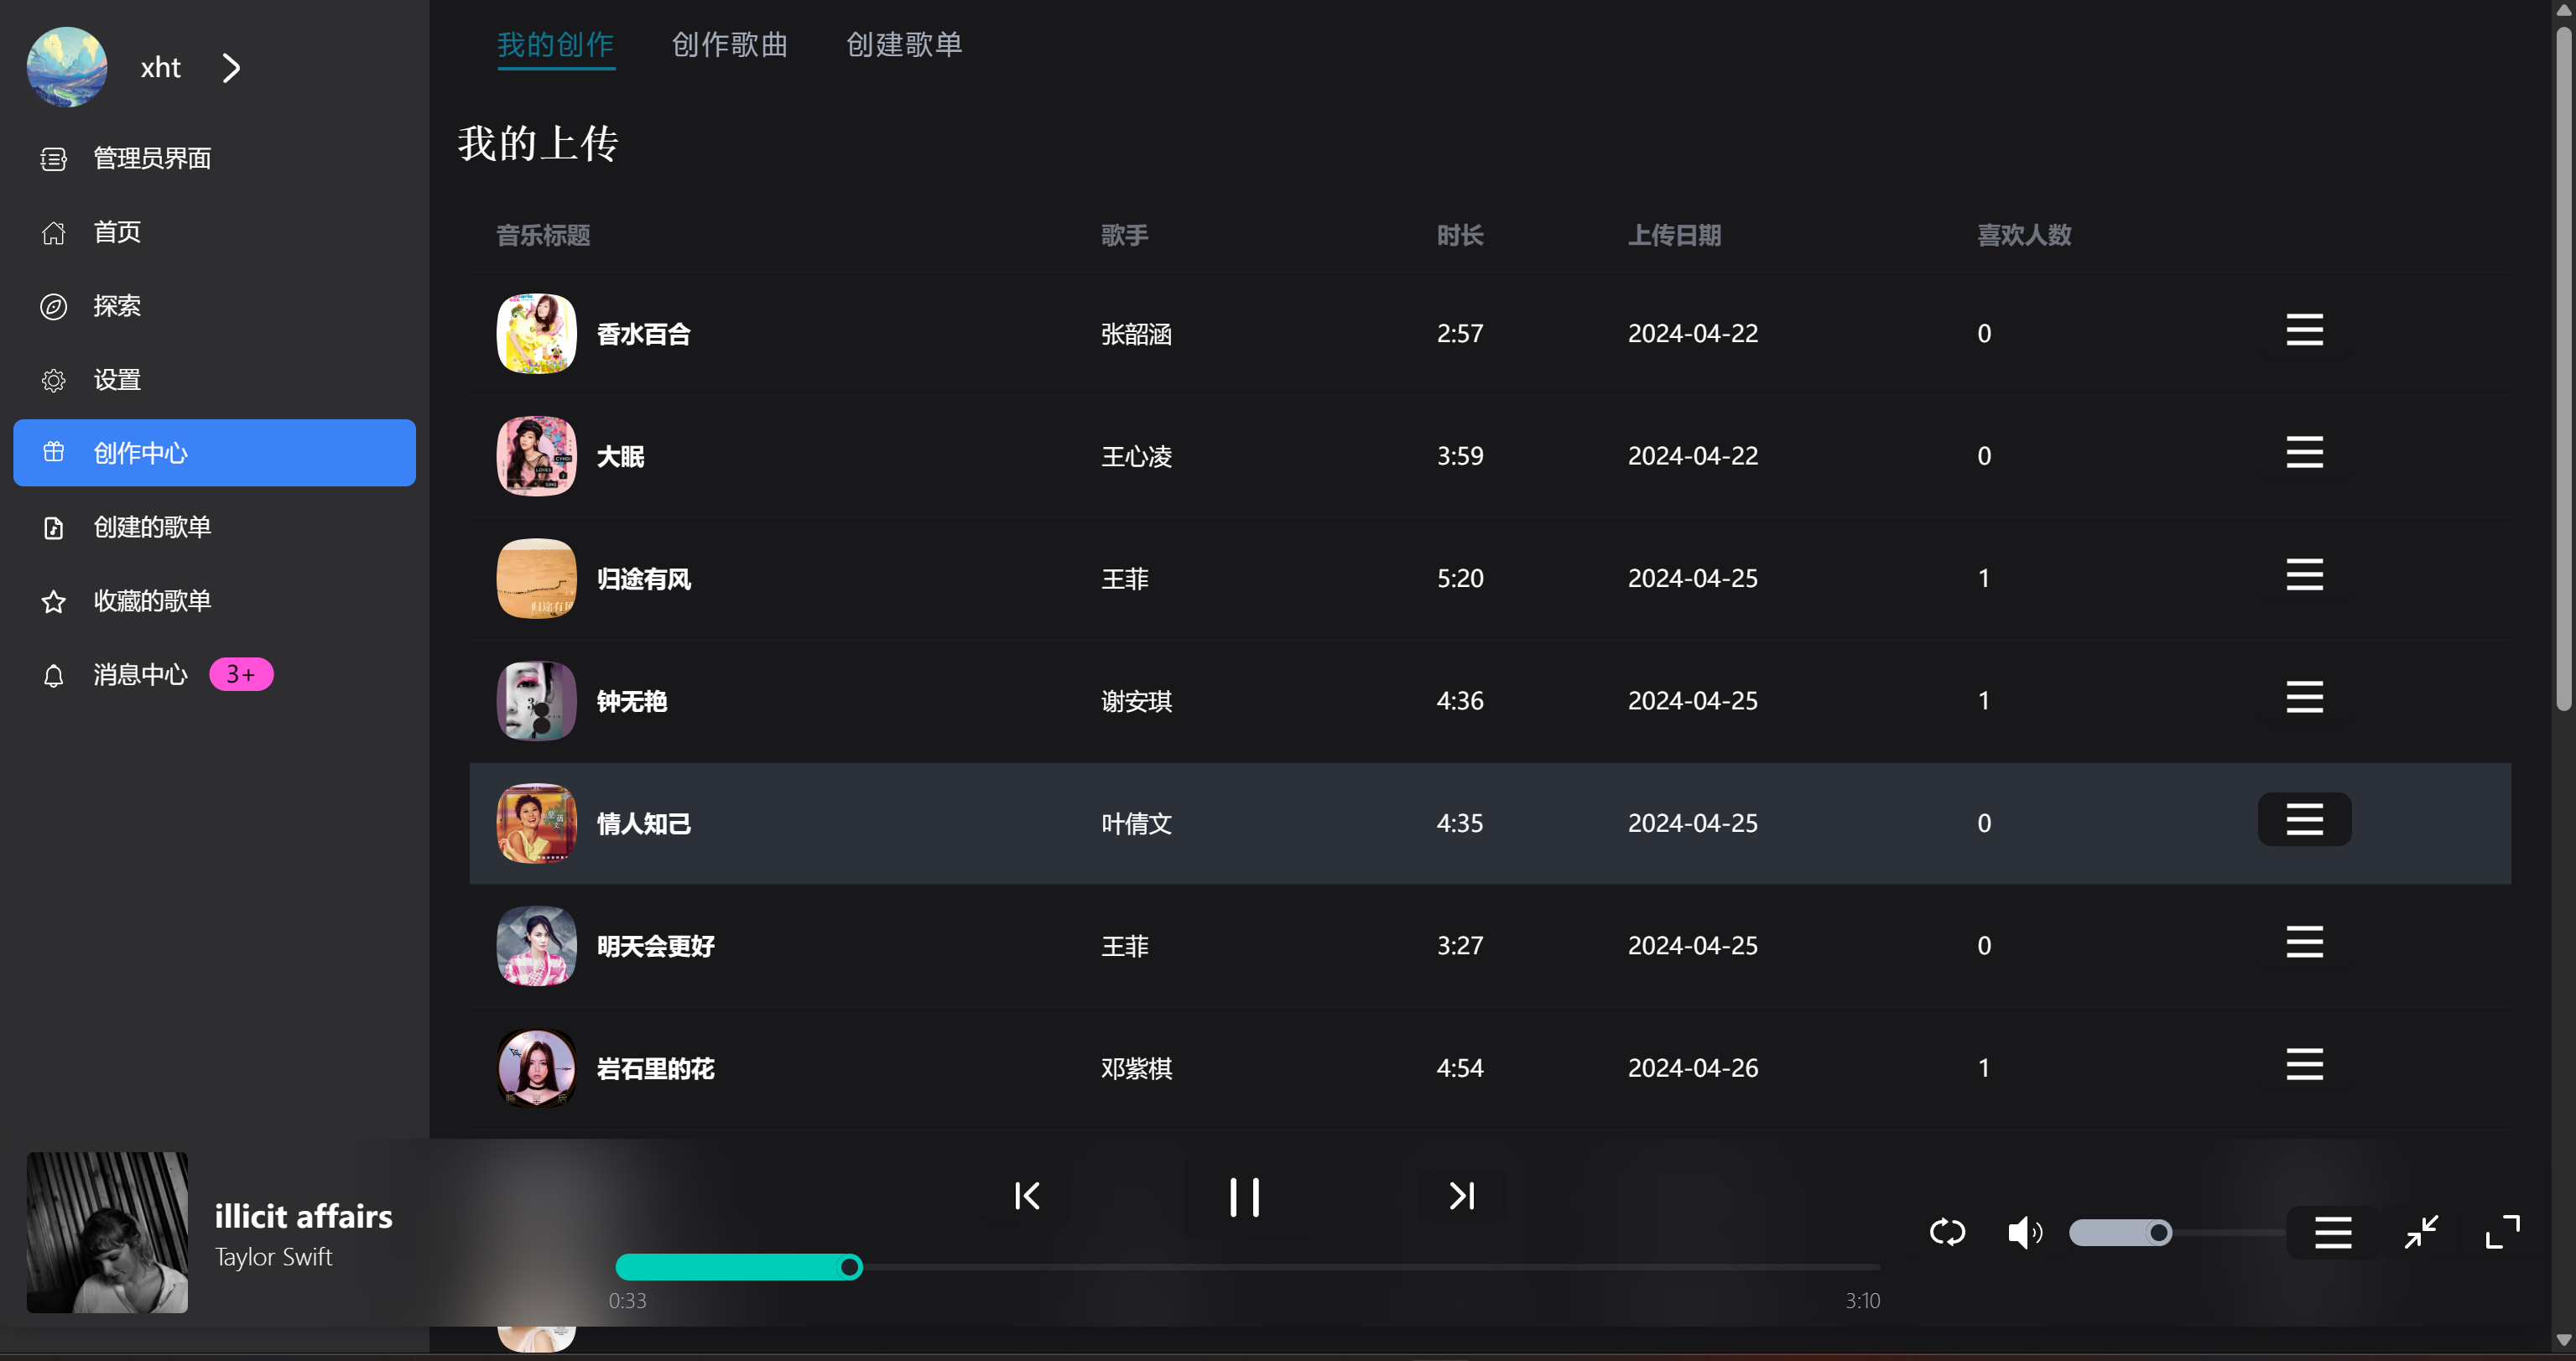 xht
管理员界面
首页
探索
设置
创作中心
创建的歌单
收藏的歌单
消息中心 3+
我的创作 创作歌曲 创建歌单
我的上传
音乐标题 歌手 时长 上传日期 喜欢人数
香水百合 张韶涵 2:57 2024-04-22 0
大眠 王心凌 3:59 2024-04-22 0
归途有风 王菲 5:20 2024-04-25 1
钟无艳 谢安琪 4:36 2024-04-25 1
情人知己 叶倩文 4:35 2024-04-25 0
明天会更好 王菲 3:27 2024-04-25 0
岩石里的花 邓紫棋 4:54 2024-04-26 1
illicit affairs
Taylor Swift
0:33 3:10